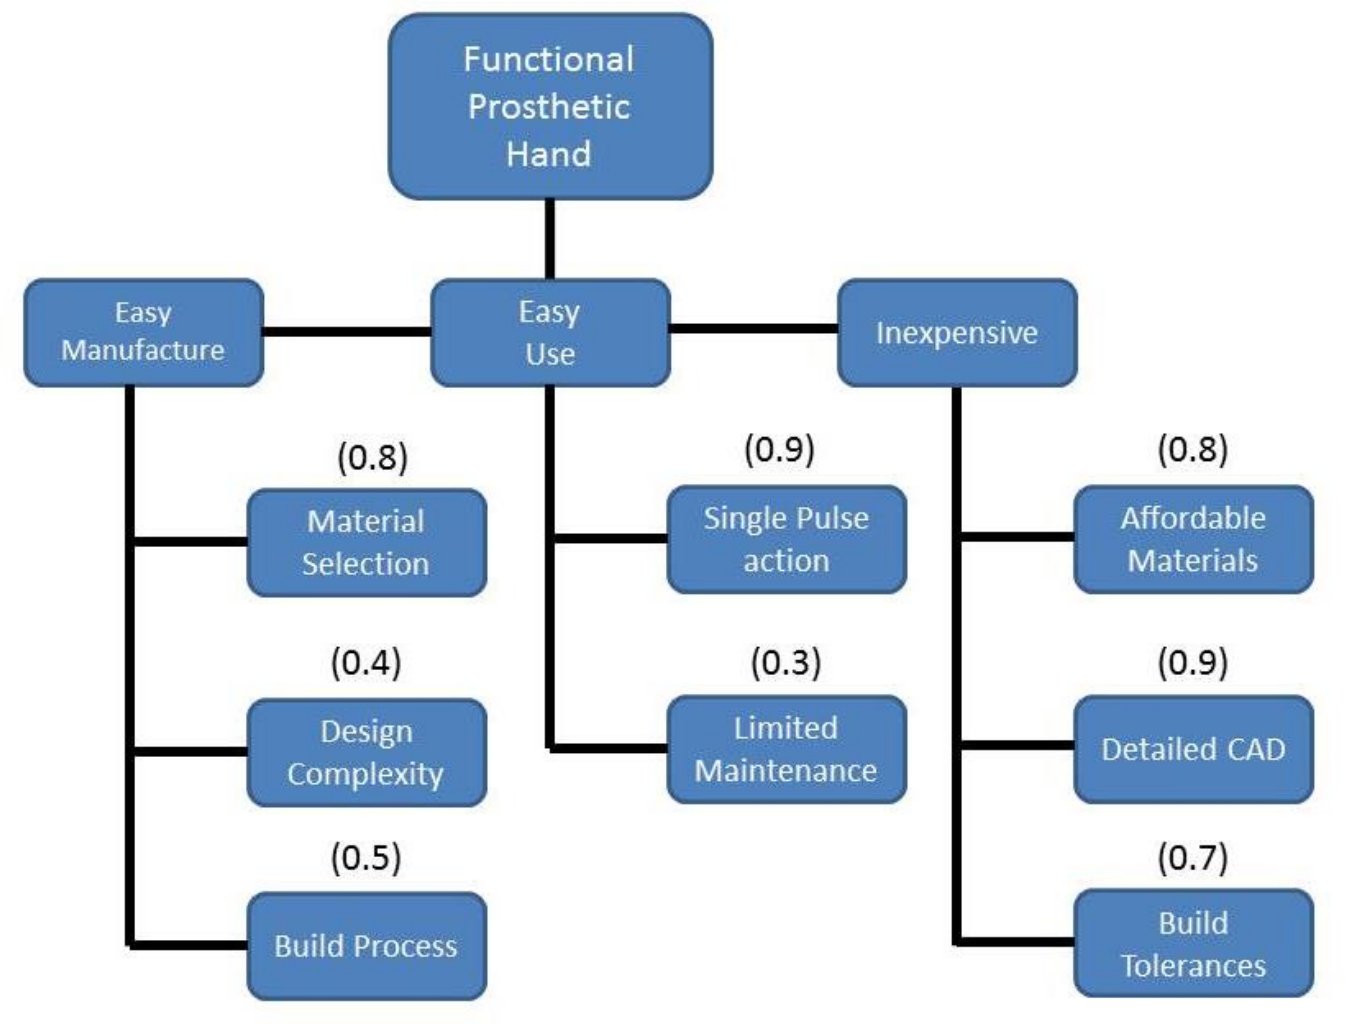 Functional
Prosthetic
Hand
Easy
Manufacture
Easy
Use
Inexpensive
(0.8)
Material
Selection
(0.4)
Design
Complexity
(0.5)
Build Process
(0.9)
Single Pulse
action
(0.3)
Limited
Maintenance
(0.8)
Affordable
Materials
(0.9)
Detailed CAD
(0.7)
Build
Tolerances